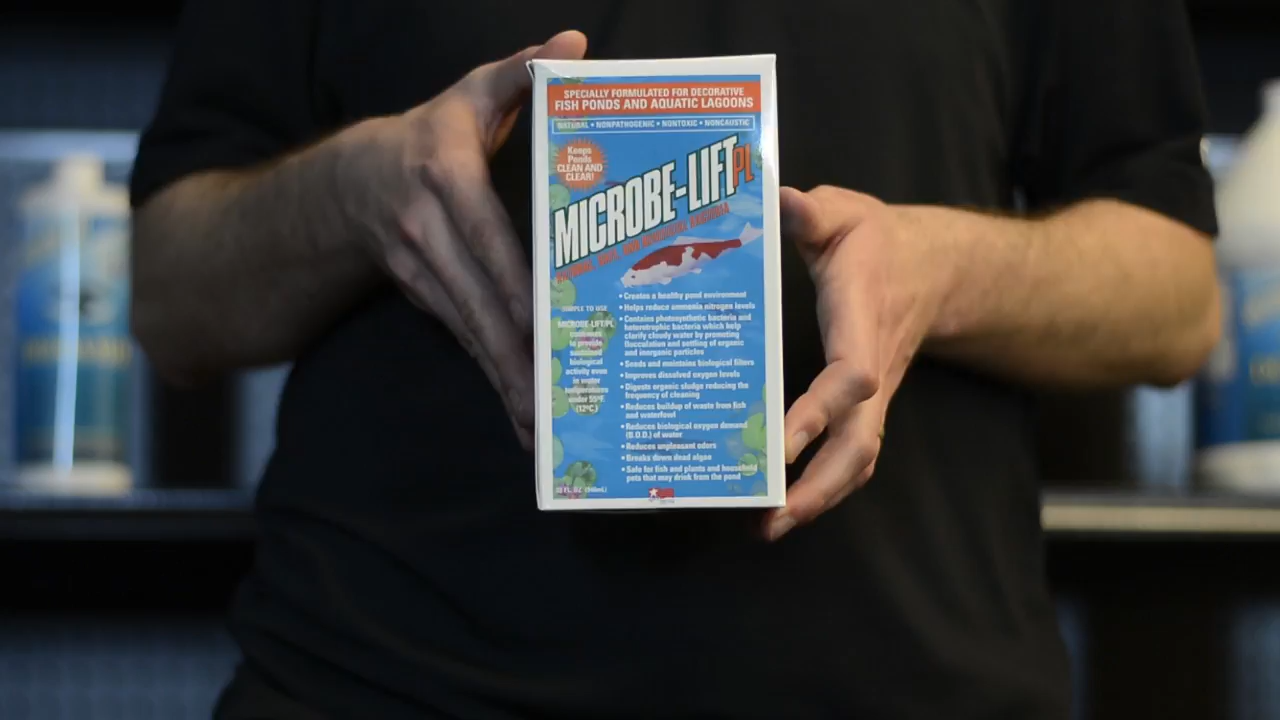 SPECIALLY FORMULATED FOR DECORATIVE
FISH PONDS AND AQUATIC LAGOONS
NATURAL • NONPATHOGENIC • NONTOXIC • NONCAUSTIC
Keeps
Ponds
CLEAN AND
CLEAR!
MICROBE-LIFT PL
SIMPLE TO USE
MICROBE-LIFT/PL
continues
to provide
sustained
biological
activity even
in water
temperatures
under 55°F.
(12°C.)
• Creates a healthy pond environment
• Helps reduce ammonia nitrogen levels
• Contains photosynthetic bacteria and
heterotrophic bacteria which help
clarify cloudy water by promoting
flocculation and settling of organic
and inorganic particles
• Seeds and maintains biological filters
• Improves dissolved oxygen levels
• Digests organic sludge reducing the
frequency of cleaning
• Reduces buildup of waste from fish
and waterfowl
• Reduces biological oxygen demand
(B.O.D.) of water
• Reduces unpleasant odors
• Breaks down dead algae
• Safe for fish and plants and household
pets that may drink from the pond
FL. OZ. (946mL)